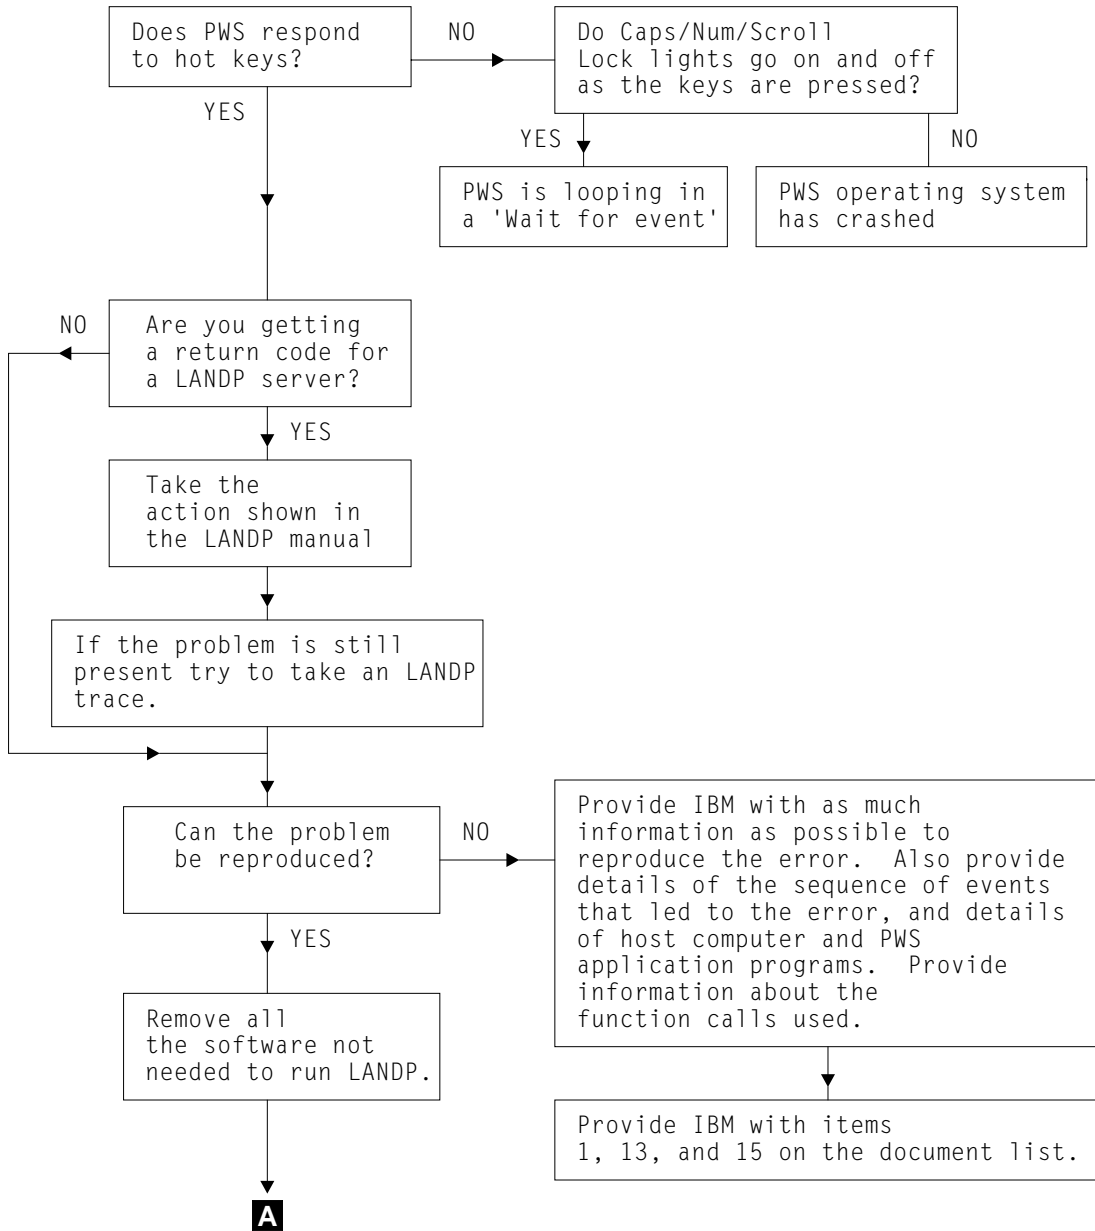 Does PWS respond
to hot keys?
NO
Do Caps/Num/Scroll
Lock lights go on and off
as the keys are pressed?
YES
YES
NO
PWS is looping in
a 'Wait for event'
PWS operating system
has crashed
NO
Are you getting
a return code for
a LANDP server?
YES
Take the
action shown in
the LANDP manual
If the problem is still
present try to take an LANDP
trace.
Can the problem
be reproduced?
NO
Provide IBM with as much
information as possible to
reproduce the error.  Also provide
details of the sequence of events
that led to the error, and details
of host computer and PWS
application programs.  Provide
information about the
function calls used.
YES
Remove all
the software not
needed to run LANDP.
Provide IBM with items
1, 13, and 15 on the document list.
A